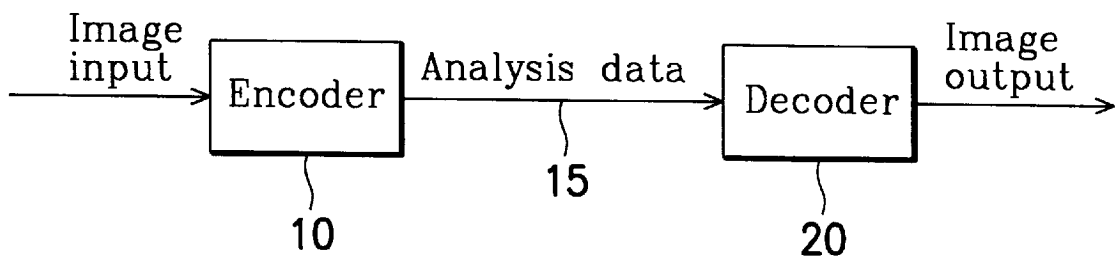 Image
input
Encoder
Analysis data
Decoder
Image
output
10
15
20